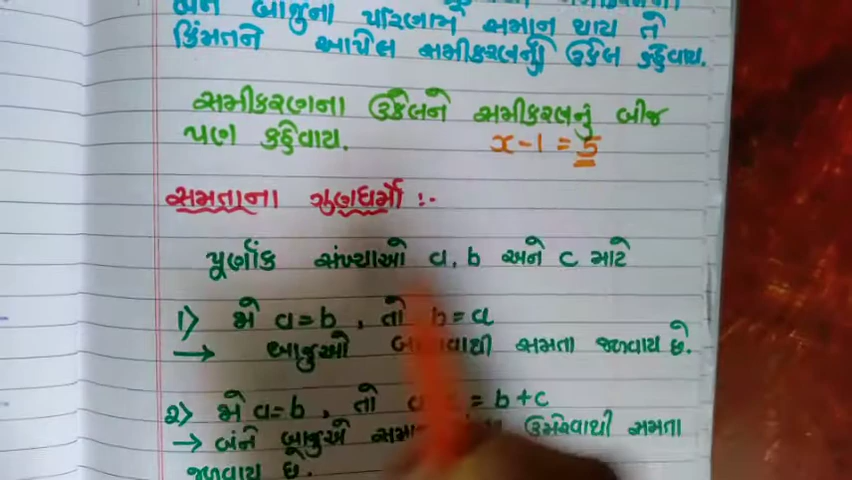 બંને બાજુના પરિણામ સમાન થાય તે
કિંમતને આપેલ સમીકરણનો ઉકેલ કહેવાય.
સમીકરણના ઉકેલને સમીકરણનું બીજ
પણ કહેવાય. x-1=5
સમતાના ગુણધર્મો :-
પૂર્ણાંક સંખ્યાઓ a, b અને c માટે
1) જો a=b, તો b=a
→ બાજુઓ સમતા જળવાય છે.
2) જો a=b, તો = b+c
→ બંને બાજુએ ઉમેરવાથી સમતા
જળવાય છે.